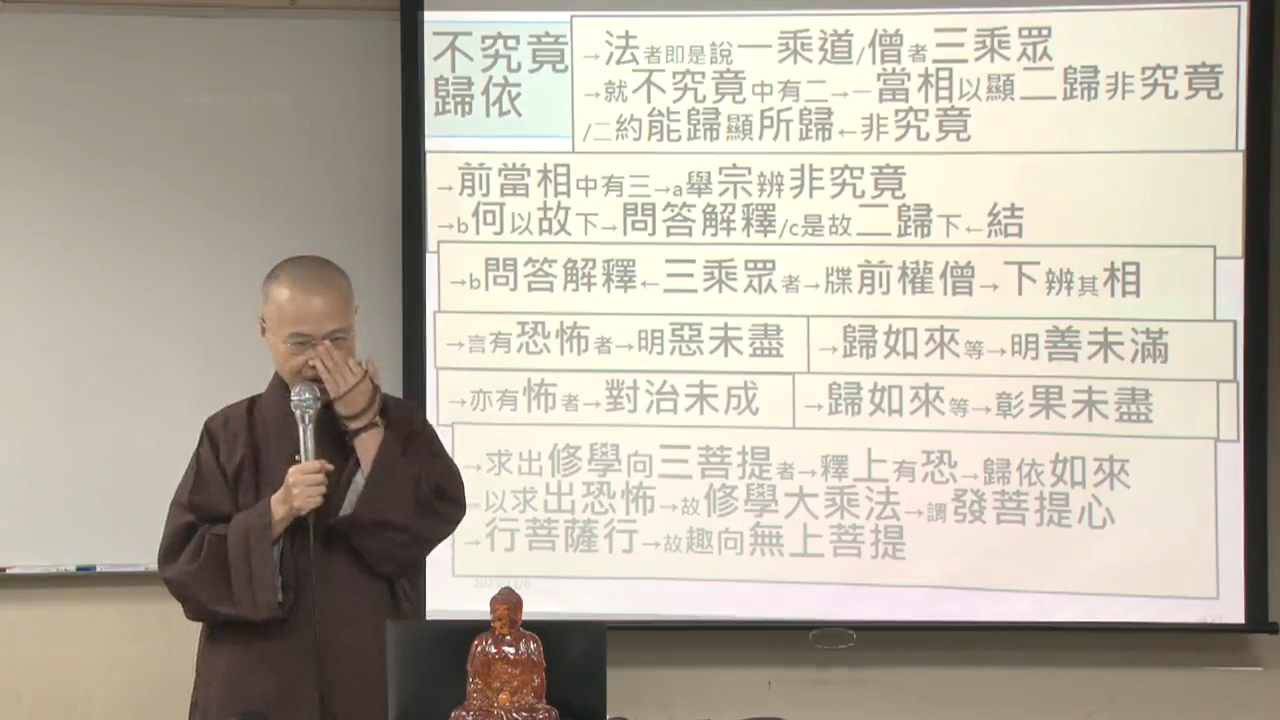 不究竟
歸依
→法者即是說一乘道/僧者三乘眾
→就不究竟中有二→一當相以顯二歸非究竟
/二約能歸顯所歸←非究竟
→前當相中有三→a舉宗辨非究竟
→b何以故下→問答解釋/c是故二歸下←結
→b問答解釋←三乘眾者→牒前權僧→下辨其相
→言有恐怖者→明惡未盡
→歸如來等→明善未滿
→亦有怖者→對治未成
→歸如來等→彰果未盡
→求出修學向三菩提者→釋上有恐→歸依如來
以求出恐怖→故修學大乘法→謂發菩提心
→行菩薩行→故趣向無上菩提